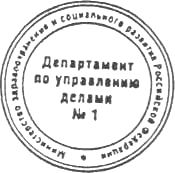 Министерство здравоохранения и социального развития Российской Федерации *
Департамент
по управлению
делами
№ 1